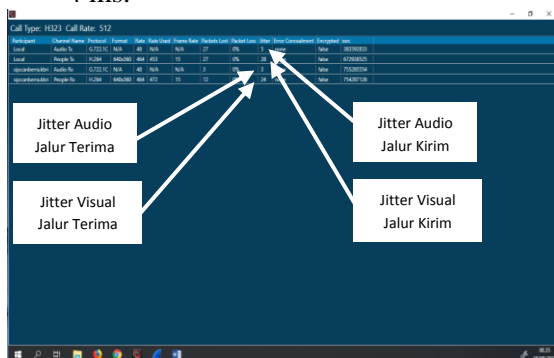 4 ms.
Call Type: H323 Call Rate: 512
Participant Channel Name Protocol Format Rate Rate Used Frame Rate Packets Lost Packet Loss Jitter Error Concealment Encrypted
Local Audio Tx G.722.1C N/A 48 N/A N/A 27 0% 5 none false
Local People Tx H.264 640x360 464 453 15 27 0% 28 false
Audio Rx G.722.1C N/A 48 N/A N/A 3 0% 3 false
People Rx H.264 640x360 464 472 15 12 24 false
Jitter Audio
Jalur Terima
Jitter Audio
Jalur Kirim
Jitter Visual
Jalur Terima
Jitter Visual
Jalur Kirim